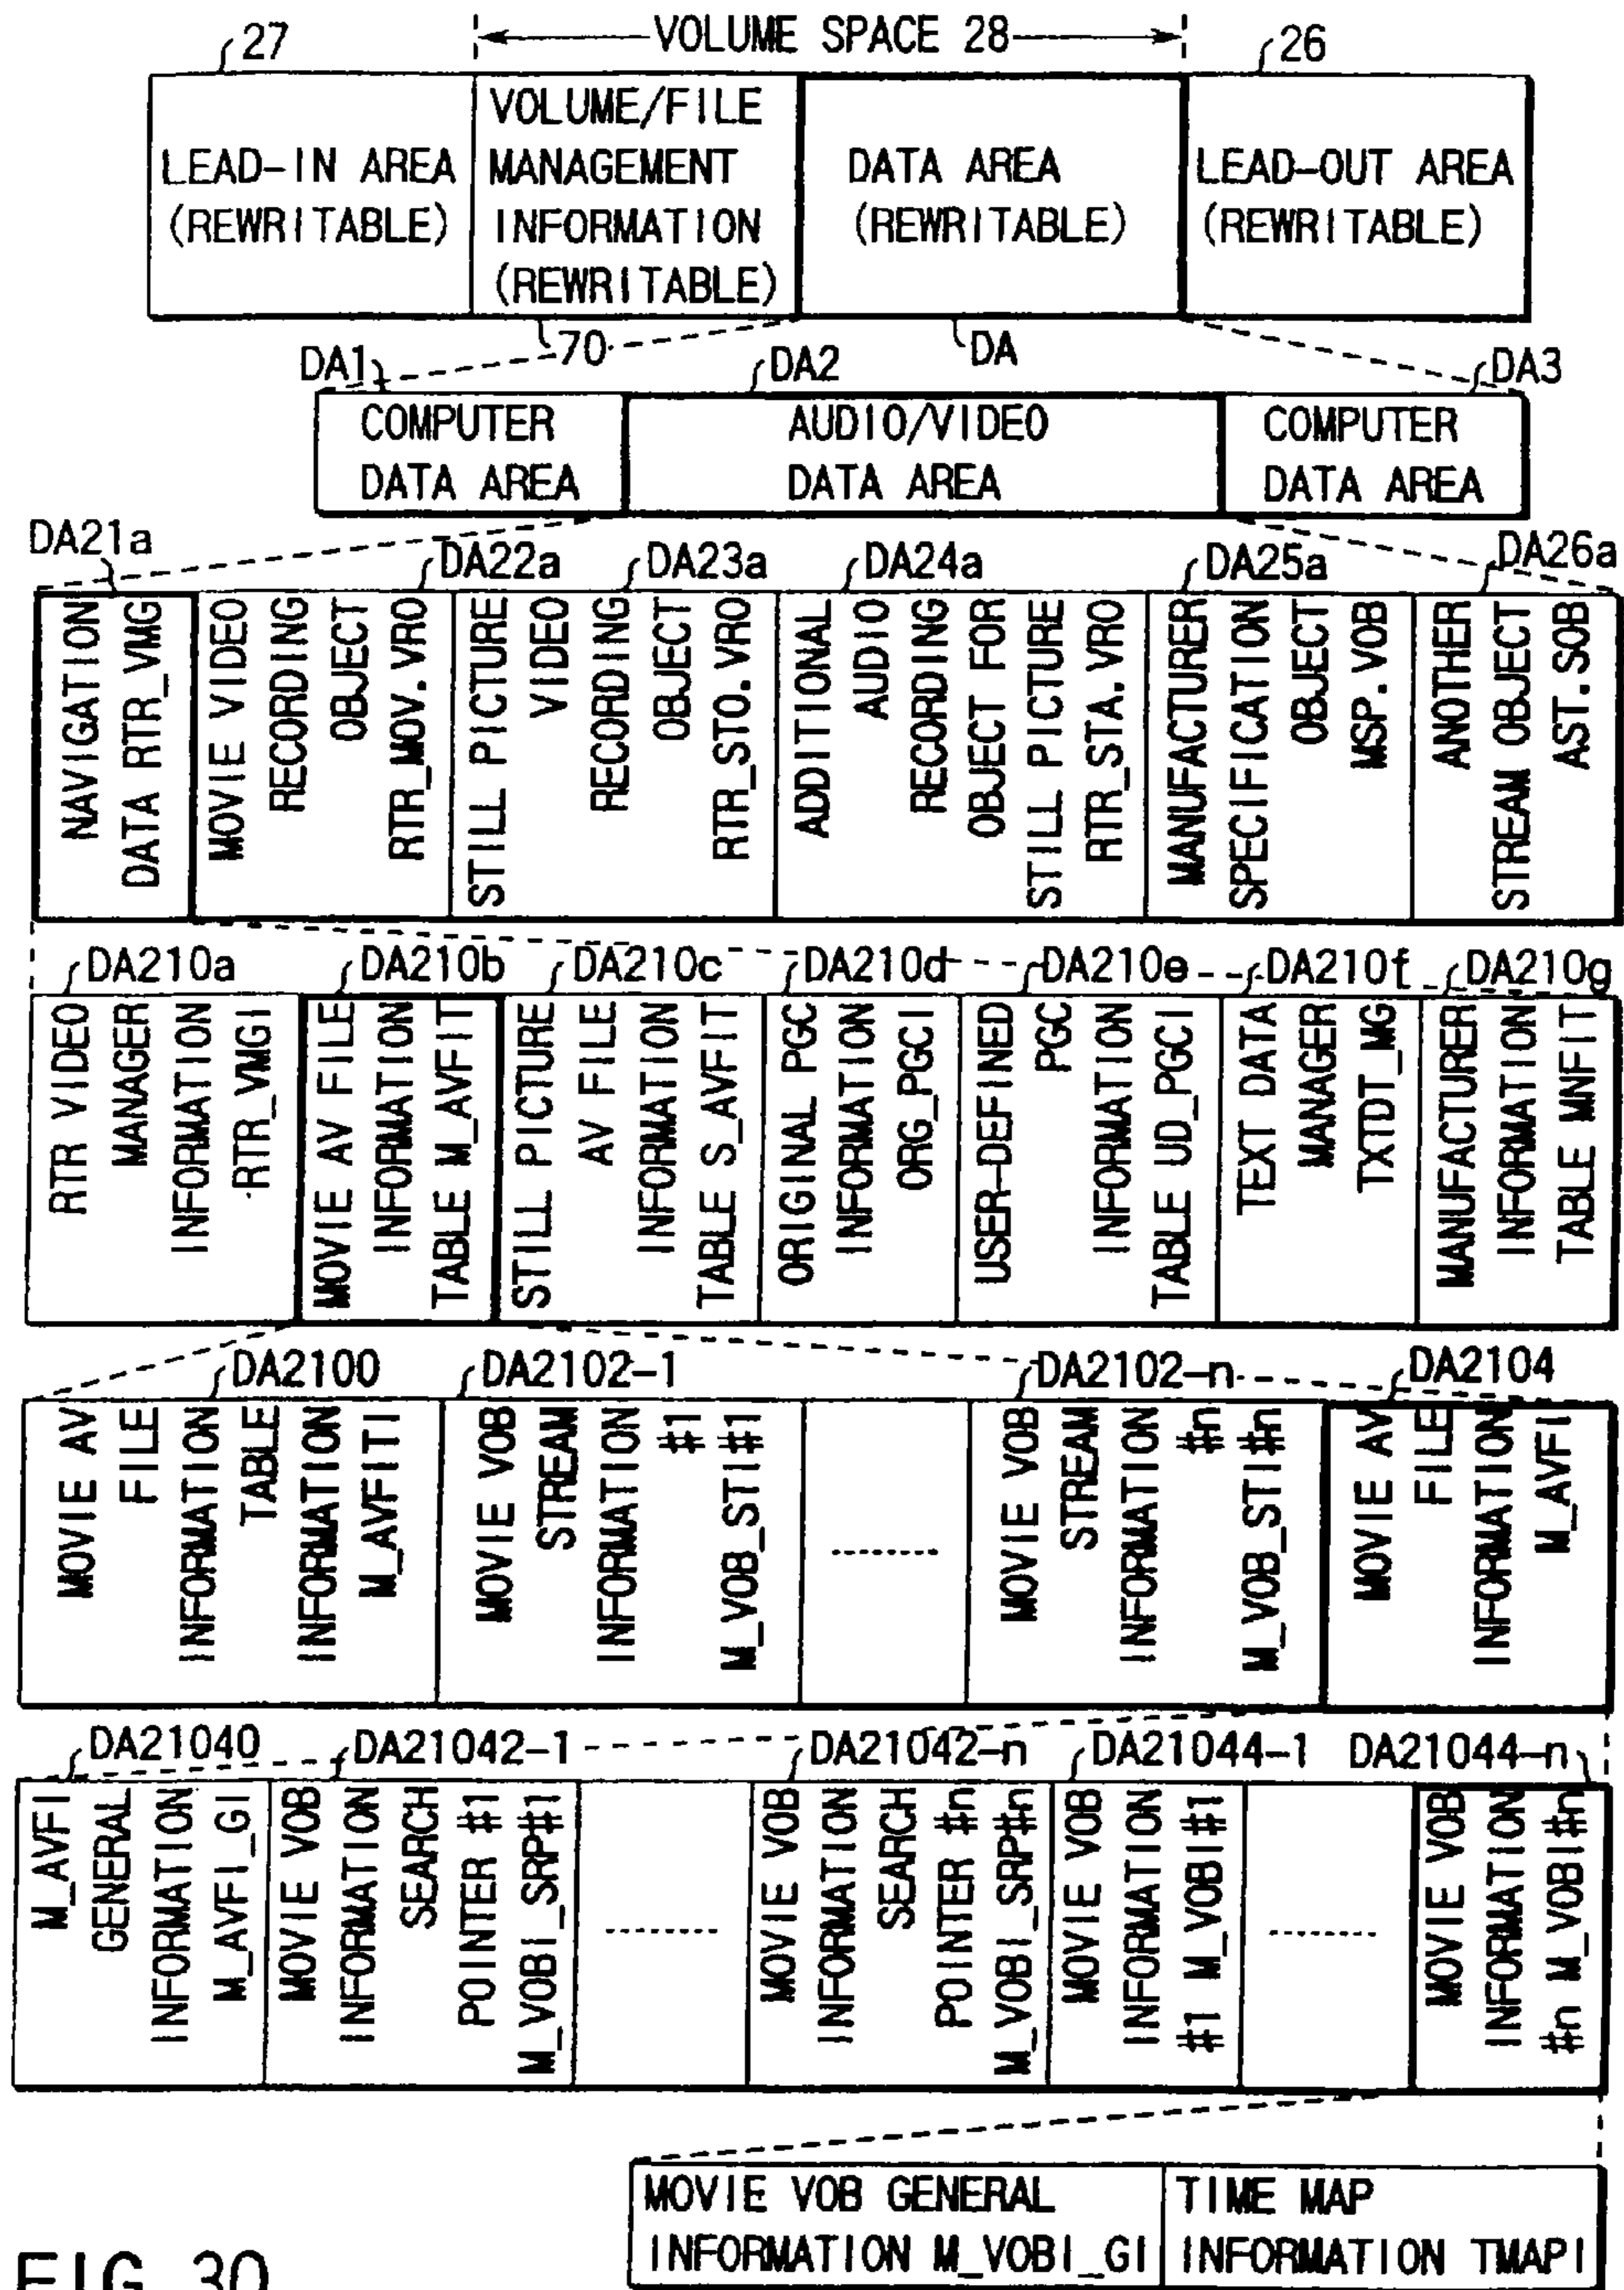 27
VOLUME SPACE 28
26
LEAD-IN AREA
(REWRITABLE)
VOLUME/FILE
MANAGEMENT
INFORMATION
(REWRITABLE)
DATA AREA
(REWRITABLE)
LEAD-OUT AREA
(REWRITABLE)
70
DA
DA1
DA2
DA3
COMPUTER
DATA AREA
AUDIO/VIDEO
DATA AREA
COMPUTER
DATA AREA
DA21a
DA22a
DA23a
DA24a
DA25a
DA26a
NAVIGATION
DATA RTR_VMG
MOVIE VIDEO
RECORDING
OBJECT
RTR_MOV.VRO
STILL PICTURE
VIDEO
RECORDING
OBJECT
RTR_STO.VRO
ADDITIONAL
AUDIO
RECORDING
OBJECT FOR
STILL PICTURE
RTR_STA.VRO
MANUFACTURER
SPECIFICATION
OBJECT
MSP.VOB
ANOTHER
STREAM OBJECT
AST.SOB
DA210a
DA210b
DA210c
DA210d
DA210e
DA210f
DA210g
RTR VIDEO
MANAGER
INFORMATION
RTR_VMGI
MOVIE AV FILE
INFORMATION
TABLE M_AVFIT
STILL PICTURE
AV FILE
INFORMATION
TABLE S_AVFIT
ORIGINAL PGC
INFORMATION
ORG_PGCI
USER-DEFINED
PGC
INFORMATION
TABLE UD_PGCI
TEXT DATA
MANAGER
TXTDT_MG
MANUFACTURER
INFORMATION
TABLE MNFIT
DA2100
DA2102-1
DA2102-n
DA2104
MOVIE AV
FILE
INFORMATION
TABLE
INFORMATION
M_AVFITI
MOVIE VOB
STREAM
INFORMATION
#1
M_VOB_STI#1
MOVIE VOB
STREAM
INFORMATION
#n
M_VOB_STI#n
MOVIE AV
FILE
INFORMATION
M_AVFI
DA21040
DA21042-1
DA21042-n
DA21044-1
DA21044-n
M_AVFI
GENERAL
INFORMATION
M_AVFI_GI
MOVIE VOB
INFORMATION
SEARCH
POINTER #1
M_VOBI_SRP#1
MOVIE VOB
INFORMATION
SEARCH
POINTER #n
M_VOBI_SRP#n
MOVIE VOB
INFORMATION
#1 M_VOBI#1
MOVIE VOB
INFORMATION
#n M_VOBI#n
MOVIE VOB GENERAL
INFORMATION M_VOBI_GI
TIME MAP
INFORMATION TMAPI
FIG. 30